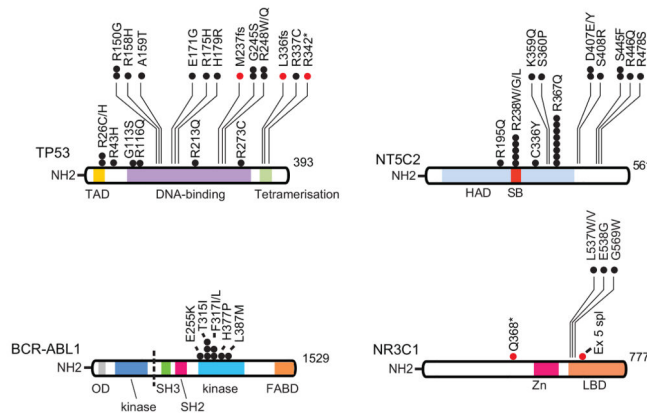 R150G
R158H
A159T
E171G
R175H
H179R
M237fs
G245S
R248W/Q
L336fs
R337C
R342*
R26C/H
R43H
G113S
R116Q
R213Q
R273C
TP53
393
NH2
TAD
DNA-binding
Tetramerisation
K359Q
S360P
D407E/Y
S408R
S445F
R446Q
R478S
R195Q
R238W/G/L
C336Y
R367Q
NT5C2
561
NH2
HAD
SB
E255K
T315I
F317I/L
H377P
L387M
BCR-ABL1
1529
NH2
OD
kinase
SH3
SH2
kinase
FABD
L537W/V
E538G
G569W
Q368*
Ex 5 spl
NR3C1
777
NH2
Zn
LBD